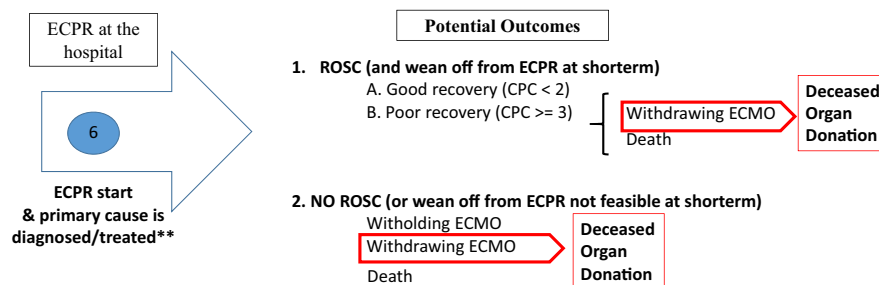 ECPR at the
hospital
6
ECPR start
& primary cause is
diagnosed/treated**
Potential Outcomes
1. ROSC (and wean off from ECPR at shorterm)
A. Good recovery (CPC < 2)
B. Poor recovery (CPC >= 3)
Withdrawing ECMO
Death
Deceased
Organ
Donation
2. NO ROSC (or wean off from ECPR not feasible at shorterm)
Witholding ECMO
Withdrawing ECMO
Death
Deceased
Organ
Donation